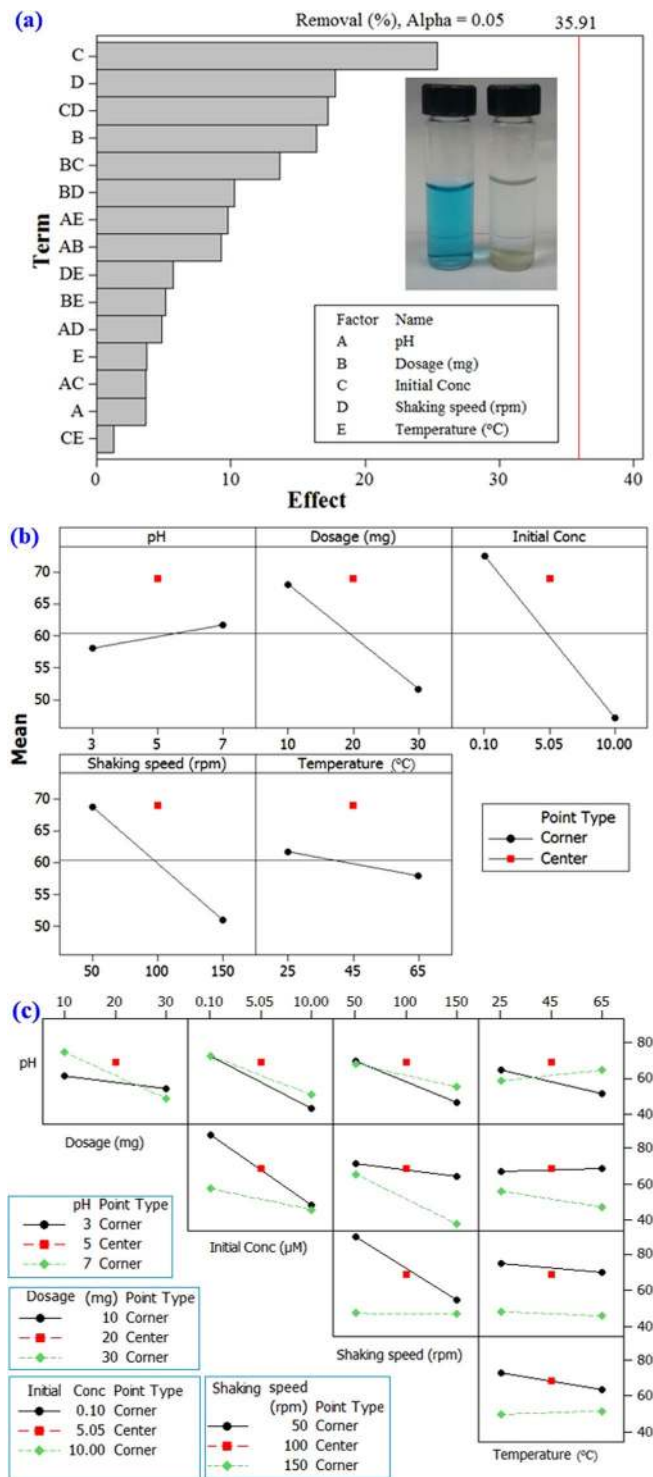 (a)
Removal (%), Alpha = 0.05 35.91
Term
C
D
CD
B
BC
BD
AE
AB
DE
BE
AD
E
AC
A
CE
Factor Name
A pH
B Dosage (mg)
C Initial Conc
D Shaking speed (rpm)
E Temperature (°C)
0 10 20 30 40
Effect
(b)
pH Dosage (mg) Initial Conc
Mean
70
65
60
55
50
3 5 7 10 20 30 0.10 5.05 10.00
Shaking speed (rpm) Temperature (°C)
70
65
60
55
50
50 100 150 25 45 65
Point Type
Corner
Center
(c)
10 20 30 0.10 5.05 10.00 50 100 150 25 45 65
pH
80
60
40
Dosage (mg)
80
60
40
Initial Conc (µM)
80
60
40
Shaking speed (rpm)
80
60
40
Temperature (°C)
pH Point Type
3 Corner
5 Center
7 Corner
Dosage (mg) Point Type
10 Corner
20 Center
30 Corner
Initial Conc Point Type
0.10 Corner
5.05 Center
10.00 Corner
Shaking speed
(rpm) Point Type
50 Corner
100 Center
150 Corner